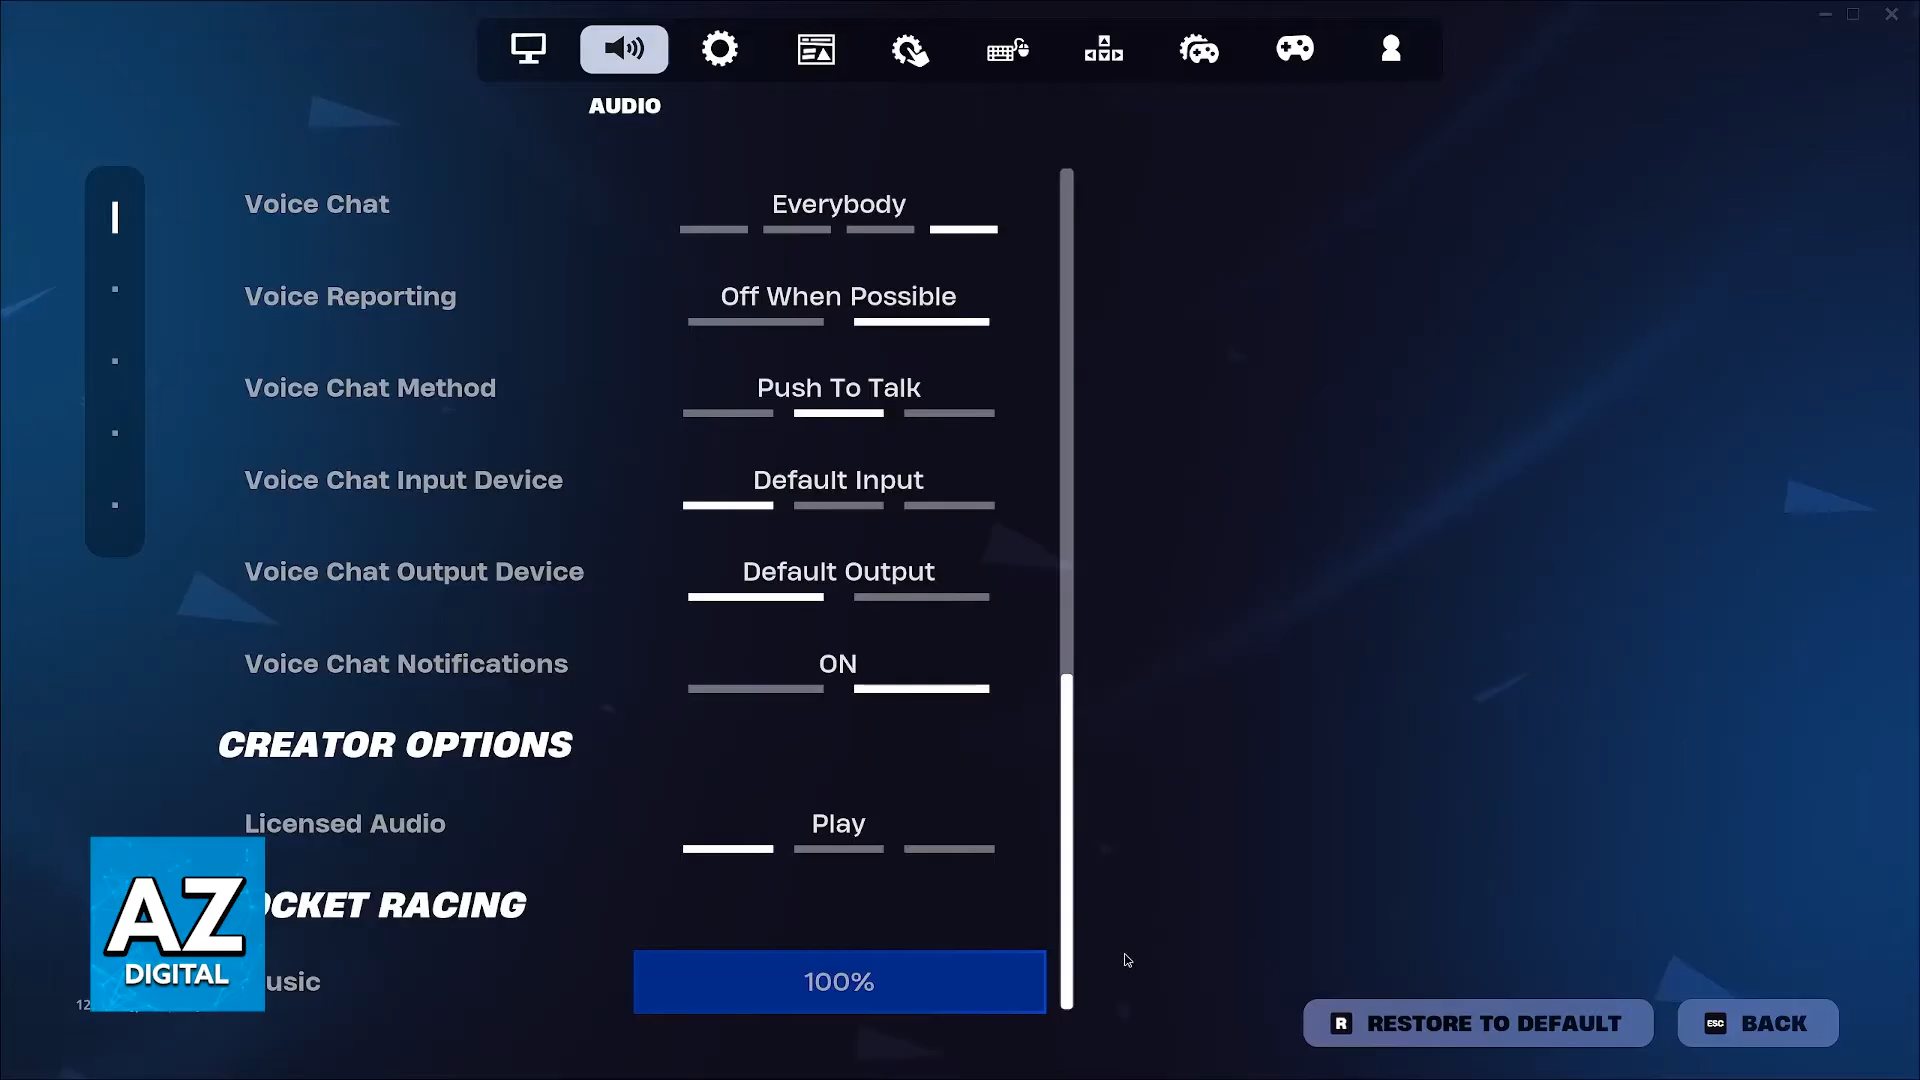 AUDIO
Voice Chat Everybody
Voice Reporting Off When Possible
Voice Chat Method Push To Talk
Voice Chat Input Device Default Input
Voice Chat Output Device Default Output
Voice Chat Notifications ON
CREATOR OPTIONS
Licensed Audio Play
OCKET RACING
usic 100%
AZ
DIGITAL
12
R RESTORE TO DEFAULT
ESC BACK